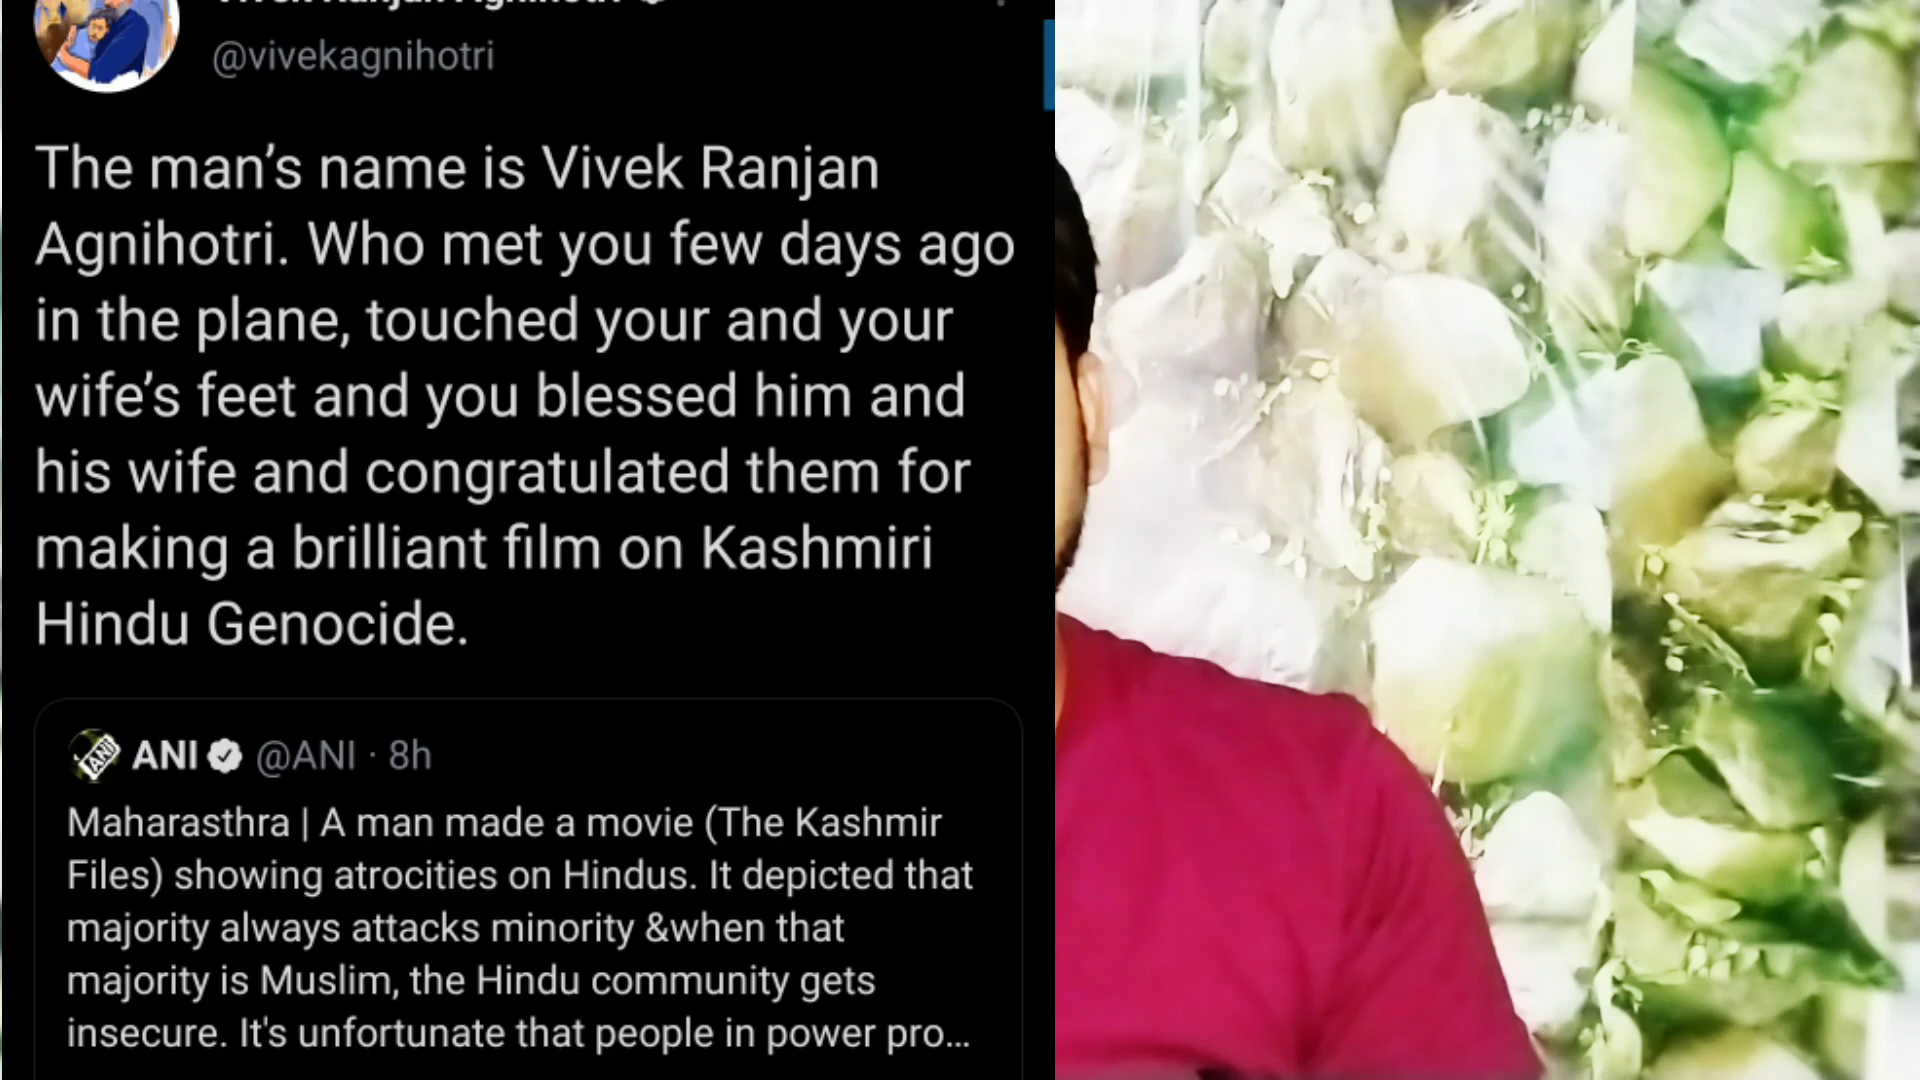 Vivek Ranjan Agnihotri
@vivekagnihotri
The man’s name is Vivek Ranjan
Agnihotri. Who met you few days ago
in the plane, touched your and your
wife’s feet and you blessed him and
his wife and congratulated them for
making a brilliant film on Kashmiri
Hindu Genocide.
ANI @ANI · 8h
Maharasthra | A man made a movie (The Kashmir
Files) showing atrocities on Hindus. It depicted that
majority always attacks minority &when that
majority is Muslim, the Hindu community gets
insecure. It's unfortunate that people in power pro...